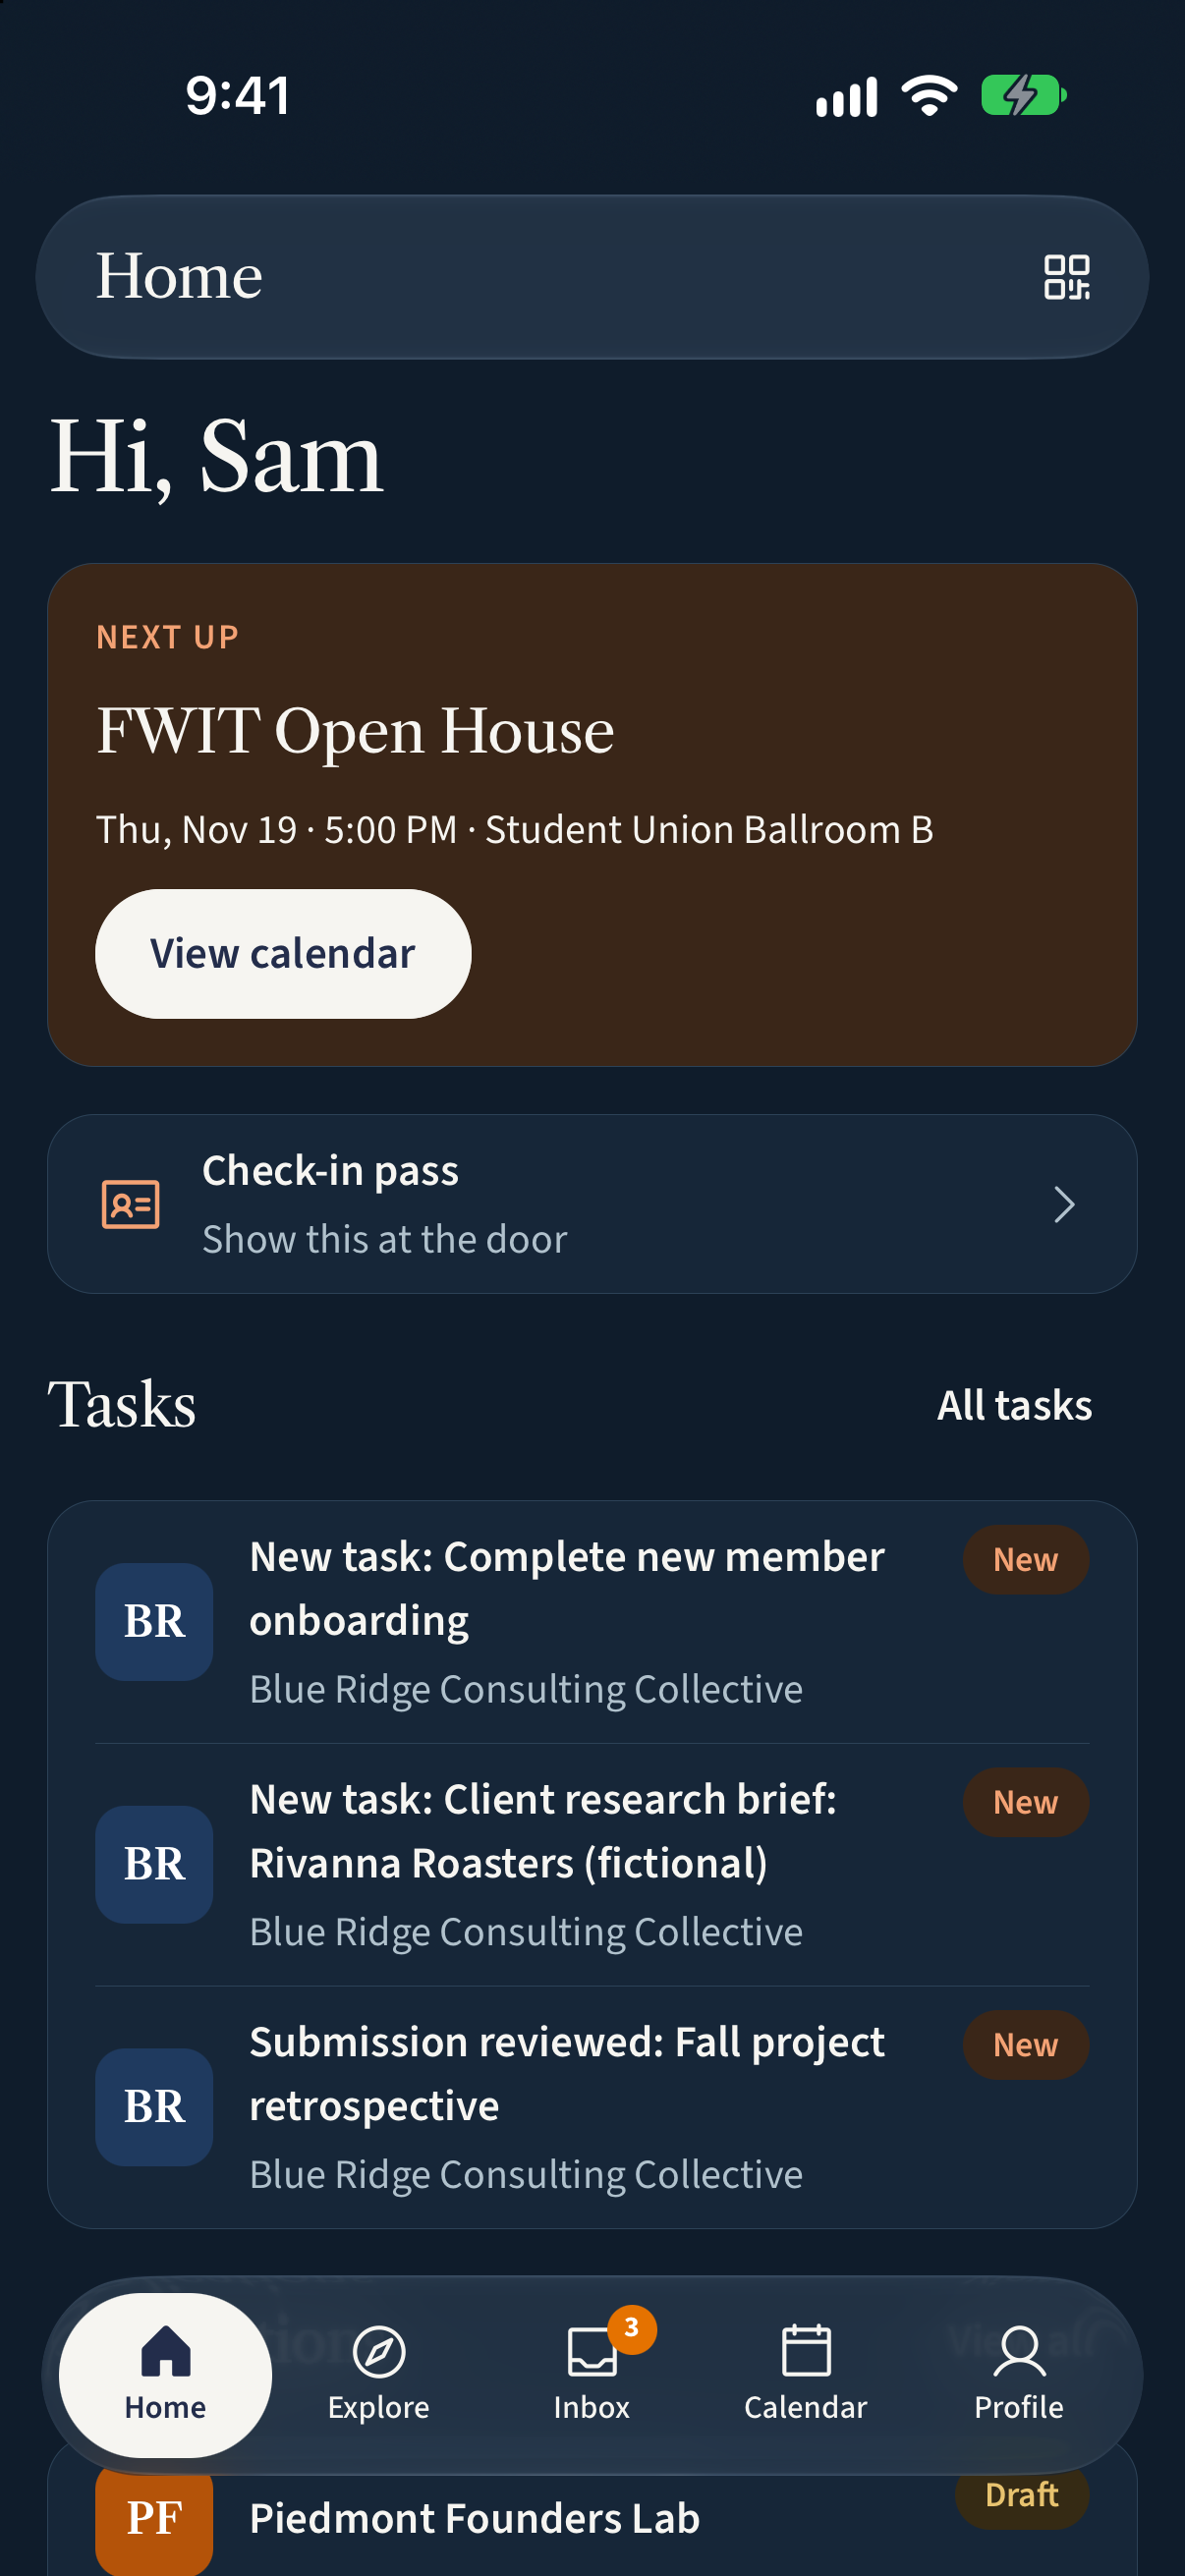 9:41
Home
Hi, Sam
NEXT UP
FWIT Open House
Thu, Nov 19 · 5:00 PM · Student Union Ballroom B
View calendar
Check-in pass
Show this at the door
Tasks
All tasks
BR
New task: Complete new member
onboarding
Blue Ridge Consulting Collective
New
BR
New task: Client research brief:
Rivanna Roasters (fictional)
Blue Ridge Consulting Collective
New
BR
Submission reviewed: Fall project
retrospective
Blue Ridge Consulting Collective
New
Home
Explore
3
Inbox
Calendar
Profile
PF
Piedmont Founders Lab
Draft